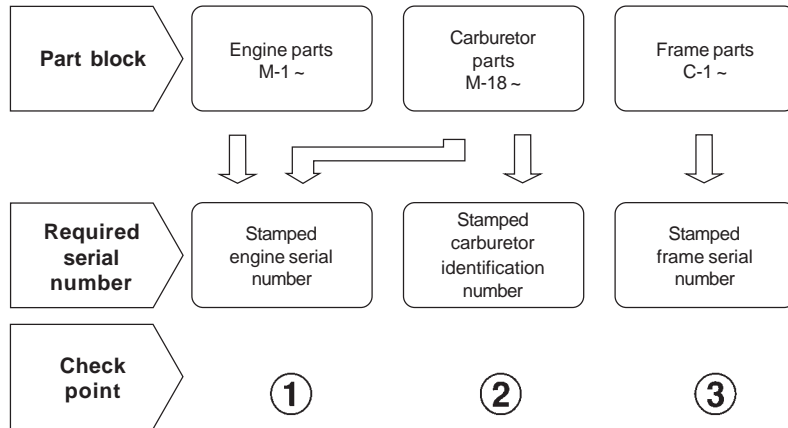 Part block
Engine parts
M-1 ~
Carburetor
parts
M-18 ~
Frame parts
C-1 ~
Required
serial
number
Stamped
engine serial
number
Stamped
carburetor
identification
number
Stamped
frame serial
number
Check
point
1
2
3